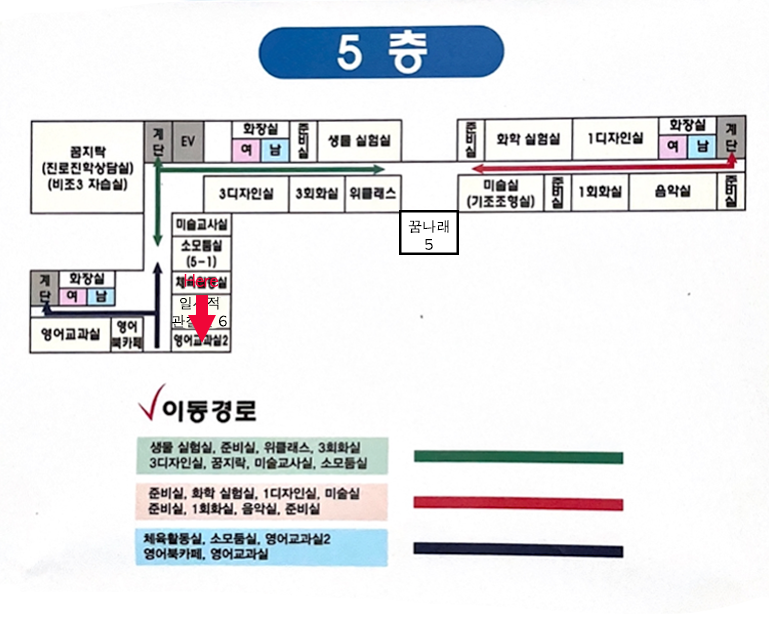 5 층
꿈지락
(진로진학상담실)
(비조3 자습실)
계
단
EV
화장실
여 남
준
비
실
생물 실험실
준
비
실
화학 실험실
1디자인실
화장실
여 남
계
단
3디자인실
3회화실
위클래스
미술실
(기조조형실)
준
비
실
1회화실
음악실
준
비
실
꿈나래
5
미술교사실
소모둠실
(5-1)
영어교과실2
계
단
화장실
여 남
영어교과실
영어
북카페
이동경로
생물 실험실, 준비실, 위클래스, 3회화실
3디자인실, 꿈지락, 미술교사실, 소모둠실
준비실, 화학 실험실, 1디자인실, 미술실
준비실, 1회화실, 음악실, 준비실
체육활동실, 소모둠실, 영어교과실2
영어북카페, 영어교과실